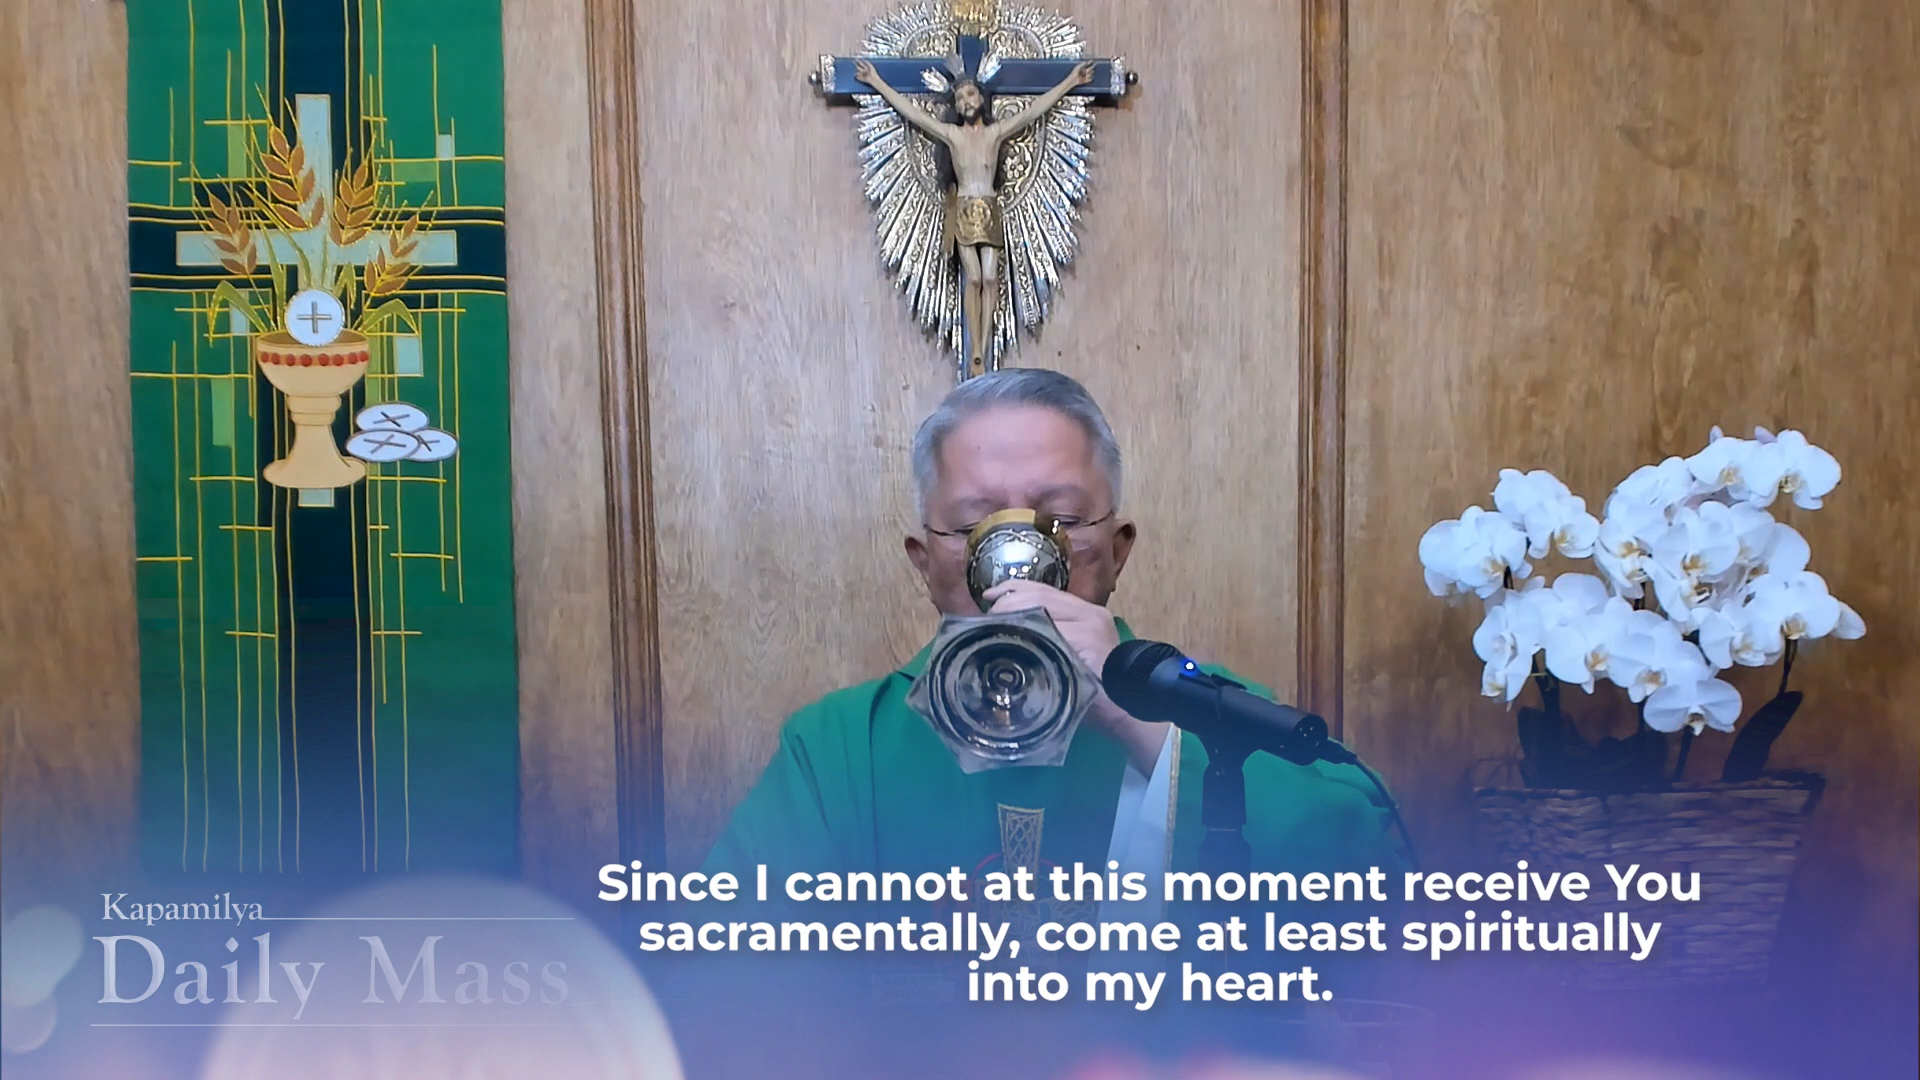 Since I cannot at this moment receive You
sacramentally, come at least spiritually
into my heart.
Kapamilya
Daily Mass